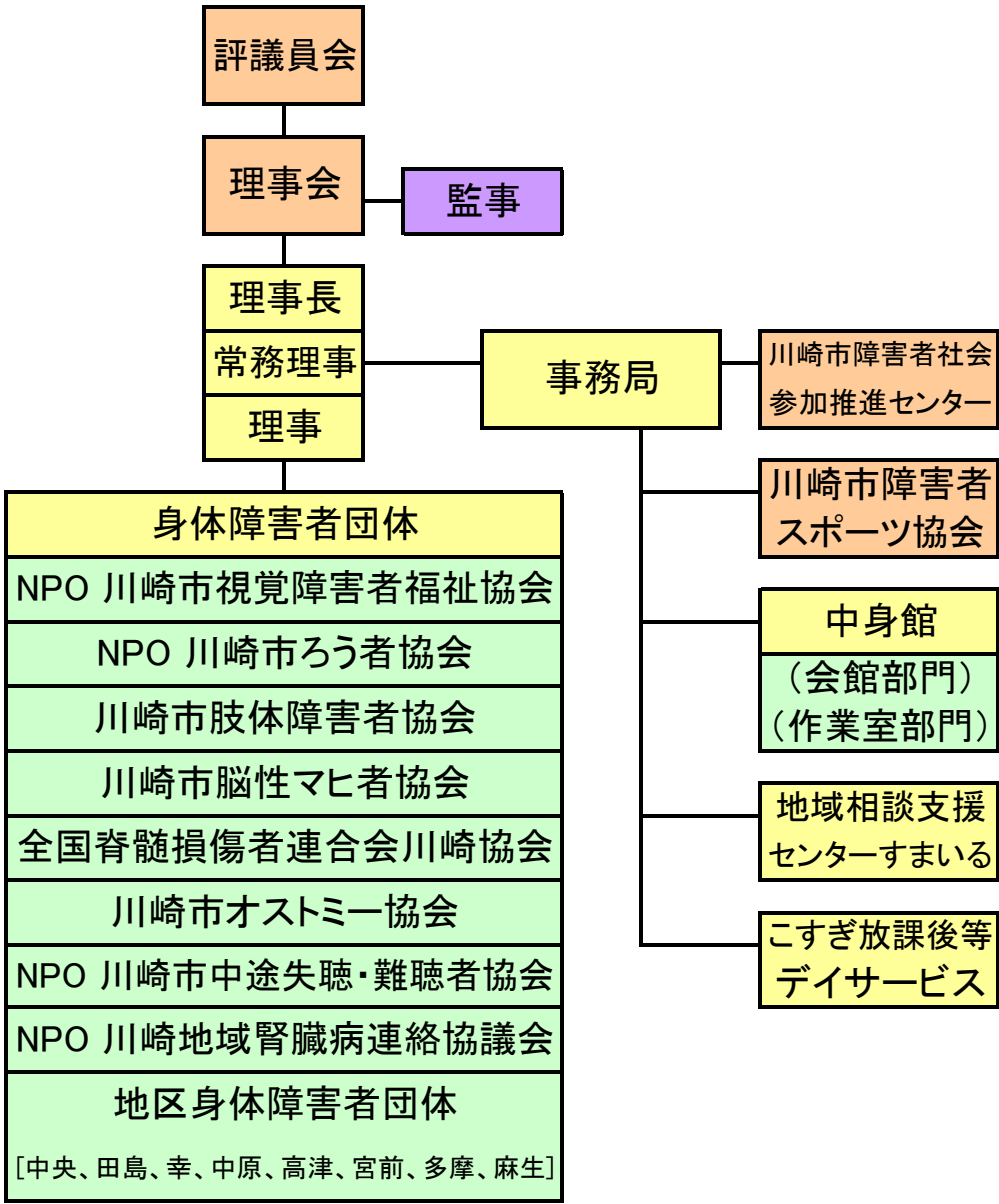 評議員会
理事会
監事
理事長
常務理事
理事
事務局
川崎市障害者社会
参加推進センター
川崎市障害者
スポーツ協会
中身館
（会館部門）
（作業室部門）
地域相談支援
センターすまいる
こすぎ放課後等
デイサービス
身体障害者団体
NPO 川崎市視覚障害者福祉協会
NPO 川崎市ろう者協会
川崎市肢体障害者協会
川崎市脳性マヒ者協会
全国脊髄損傷者連合会川崎協会
川崎市オストミー協会
NPO 川崎市中途失聴・難聴者協会
NPO 川崎地域腎臓病連絡協議会
地区身体障害者団体
[中央、田島、幸、中原、高津、宮前、多摩、麻生]